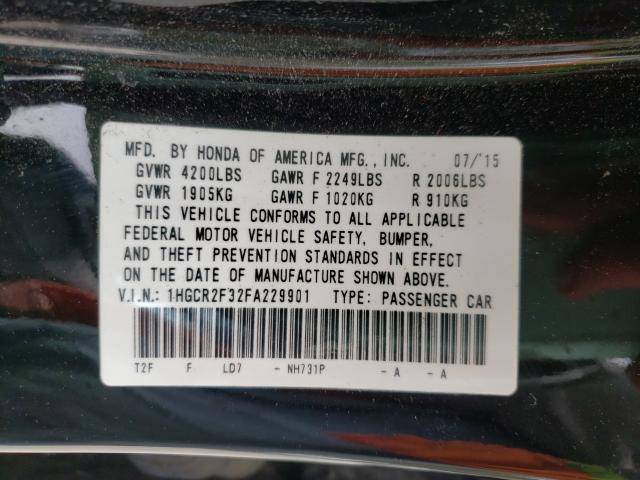 MFD. BY HONDA OF AMERICA MFG., INC. 07/'15
GVWR 4200LBS GAWR F 2249LBS R 2006LBS
GVWR 1905KG GAWR F 1020KG R 910KG
THIS VEHICLE CONFORMS TO ALL APPLICABLE
FEDERAL MOTOR VEHICLE SAFETY, BUMPER,
AND THEFT PREVENTION STANDARDS IN EFFECT
ON THE DATE OF MANUFACTURE SHOWN ABOVE.
V.I.N.: 1HGCR2F32FA229901 TYPE: PASSENGER CAR
T2F F LD7 - NH731P - A - A